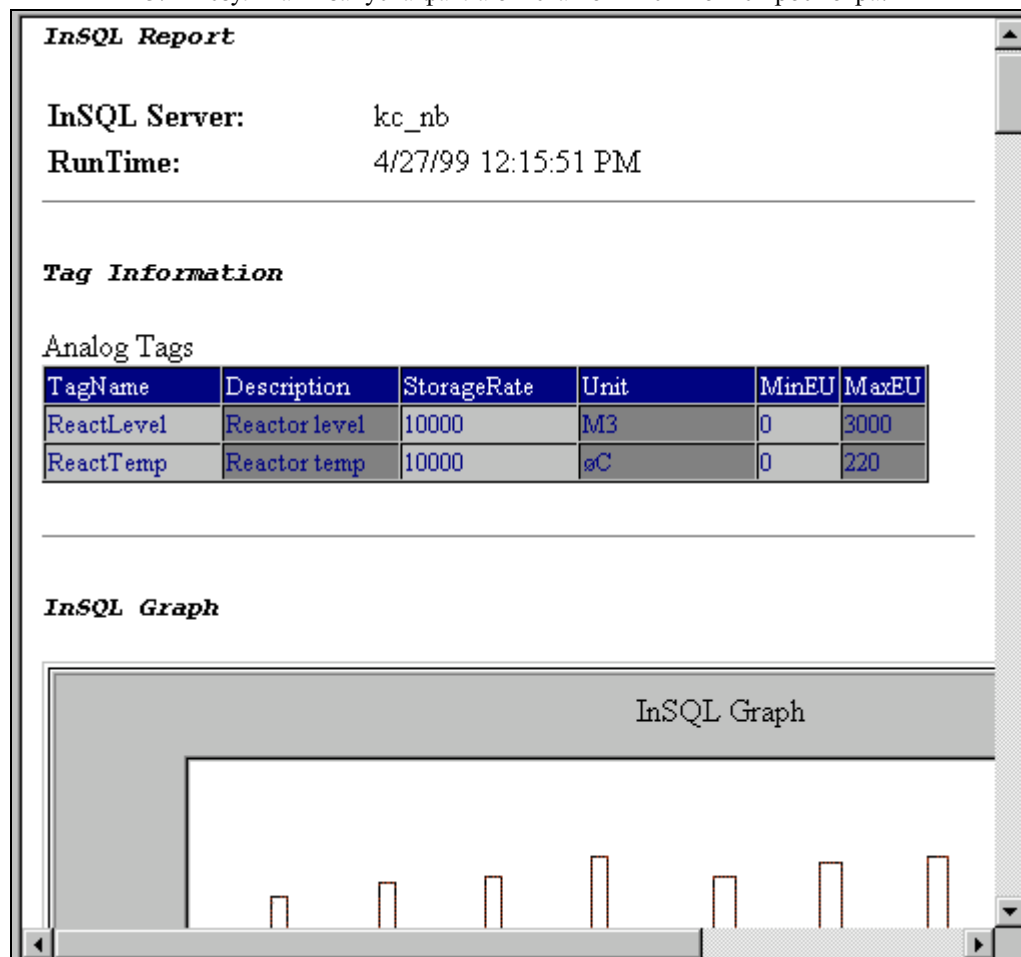 InSQL Report
InSQL Server: kc_nb
RunTime: 4/27/99 12:15:51 PM
Tag Information
Analog Tags
TagName Description StorageRate Unit MinEU MaxEU
ReactLevel Reactor level 10000 M3 0 3000
ReactTemp Reactor temp 10000 øC 0 220
InSQL Graph
InSQL Graph